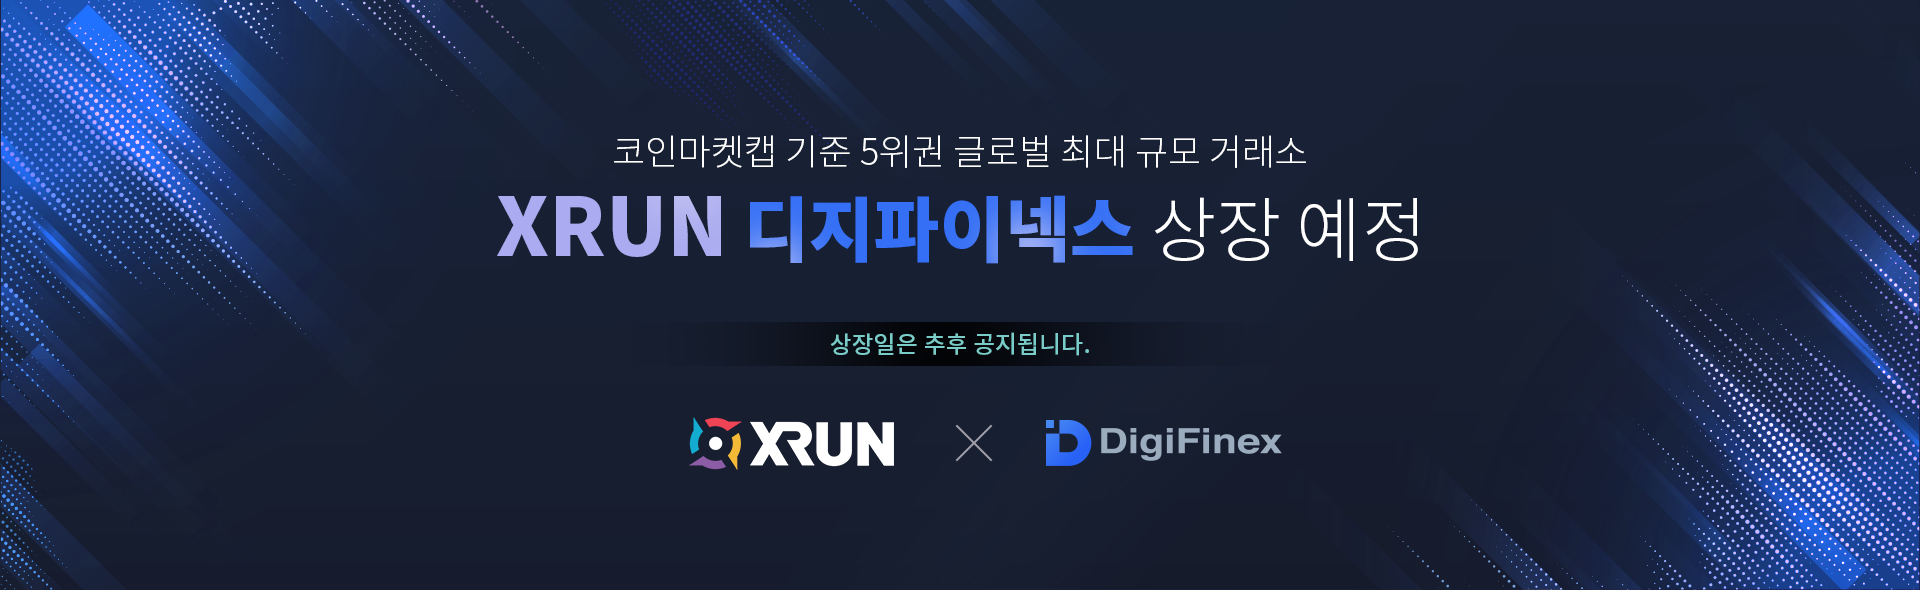 코인마켓캡 기준 5위권 글로벌 최대 규모 거래소
XRUN 디지파이넥스 상장 예정
상장일은 추후 공지됩니다.
XRUN × DigiFinex